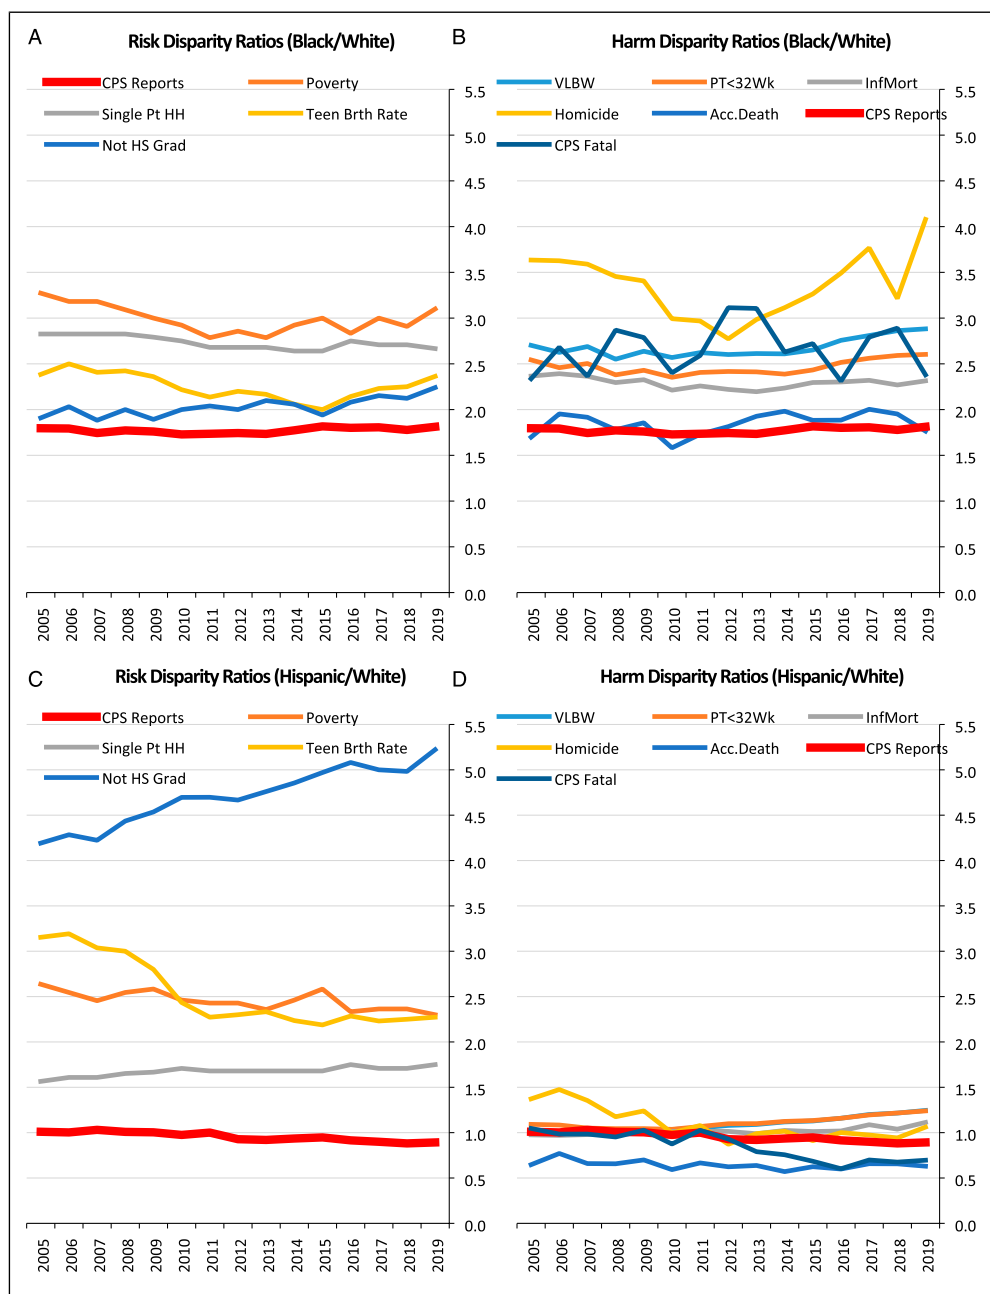 A
Risk Disparity Ratios (Black/White)
CPS Reports
Poverty
Single Pt HH
Teen Brth Rate
Not HS Grad
5.5
5.0
4.5
4.0
3.5
3.0
2.5
2.0
1.5
1.0
0.5
0.0
2005 2006 2007 2008 2009 2010 2011 2012 2013 2014 2015 2016 2017 2018 2019
B
Harm Disparity Ratios (Black/White)
VLBW
PT<32Wk
InfMort
Homicide
Acc.Death
CPS Reports
CPS Fatal
5.5
5.0
4.5
4.0
3.5
3.0
2.5
2.0
1.5
1.0
0.5
0.0
2005 2006 2007 2008 2009 2010 2011 2012 2013 2014 2015 2016 2017 2018 2019
C
Risk Disparity Ratios (Hispanic/White)
CPS Reports
Poverty
Single Pt HH
Teen Brth Rate
Not HS Grad
5.5
5.0
4.5
4.0
3.5
3.0
2.5
2.0
1.5
1.0
0.5
0.0
2005 2006 2007 2008 2009 2010 2011 2012 2013 2014 2015 2016 2017 2018 2019
D
Harm Disparity Ratios (Hispanic/White)
VLBW
PT<32Wk
InfMort
Homicide
Acc.Death
CPS Reports
CPS Fatal
5.5
5.0
4.5
4.0
3.5
3.0
2.5
2.0
1.5
1.0
0.5
0.0
2005 2006 2007 2008 2009 2010 2011 2012 2013 2014 2015 2016 2017 2018 2019